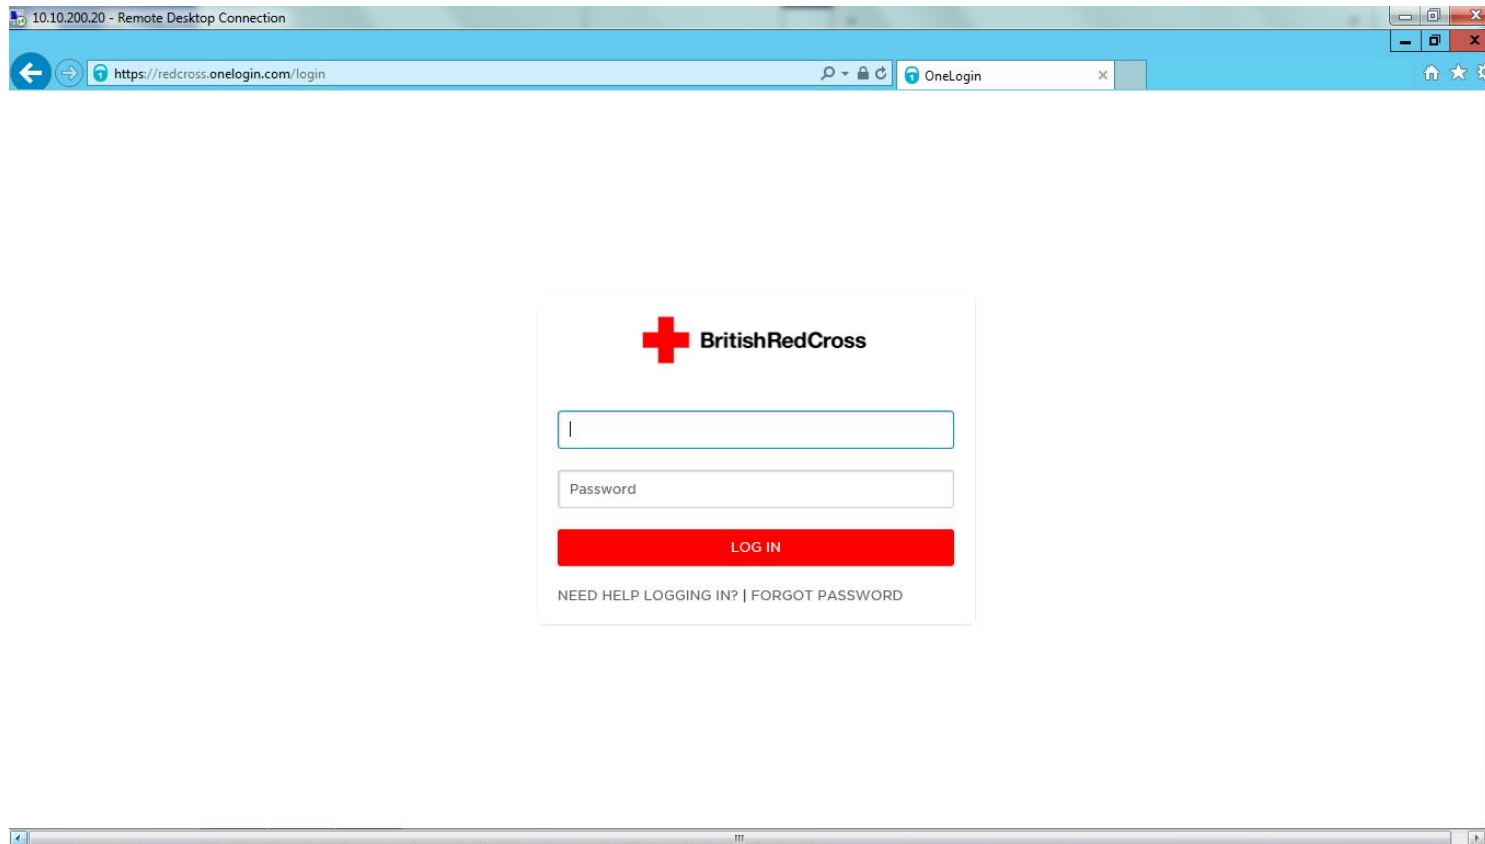 10.10.200.20 - Remote Desktop Connection
https://redcross.onelogin.com/login
OneLogin
BritishRedCross
Password
LOG IN
NEED HELP LOGGING IN? | FORGOT PASSWORD